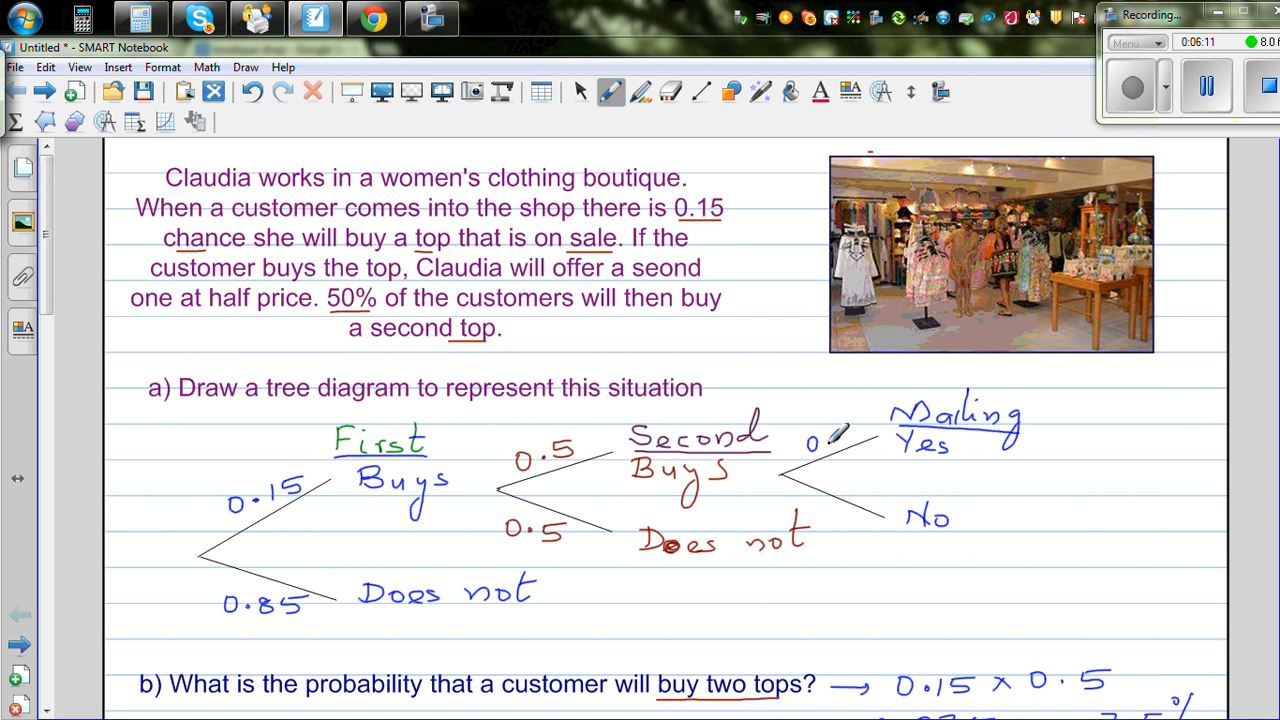 Recording...
Untitled * - SMART Notebook
Menu
0:06:11
8.0 f
File Edit View Insert Format Math Draw Help
Claudia works in a women's clothing boutique.
When a customer comes into the shop there is 0.15
chance she will buy a top that is on sale. If the
customer buys the top, Claudia will offer a seond
one at half price. 50% of the customers will then buy
a second top.
a) Draw a tree diagram to represent this situation
First
Second
Mailing
0.15
Buys
0.5
Buys
0.
Yes
0.5
Does not
No
0.85
Does not
b) What is the probability that a customer will buy two tops? → 0.15 × 0.5